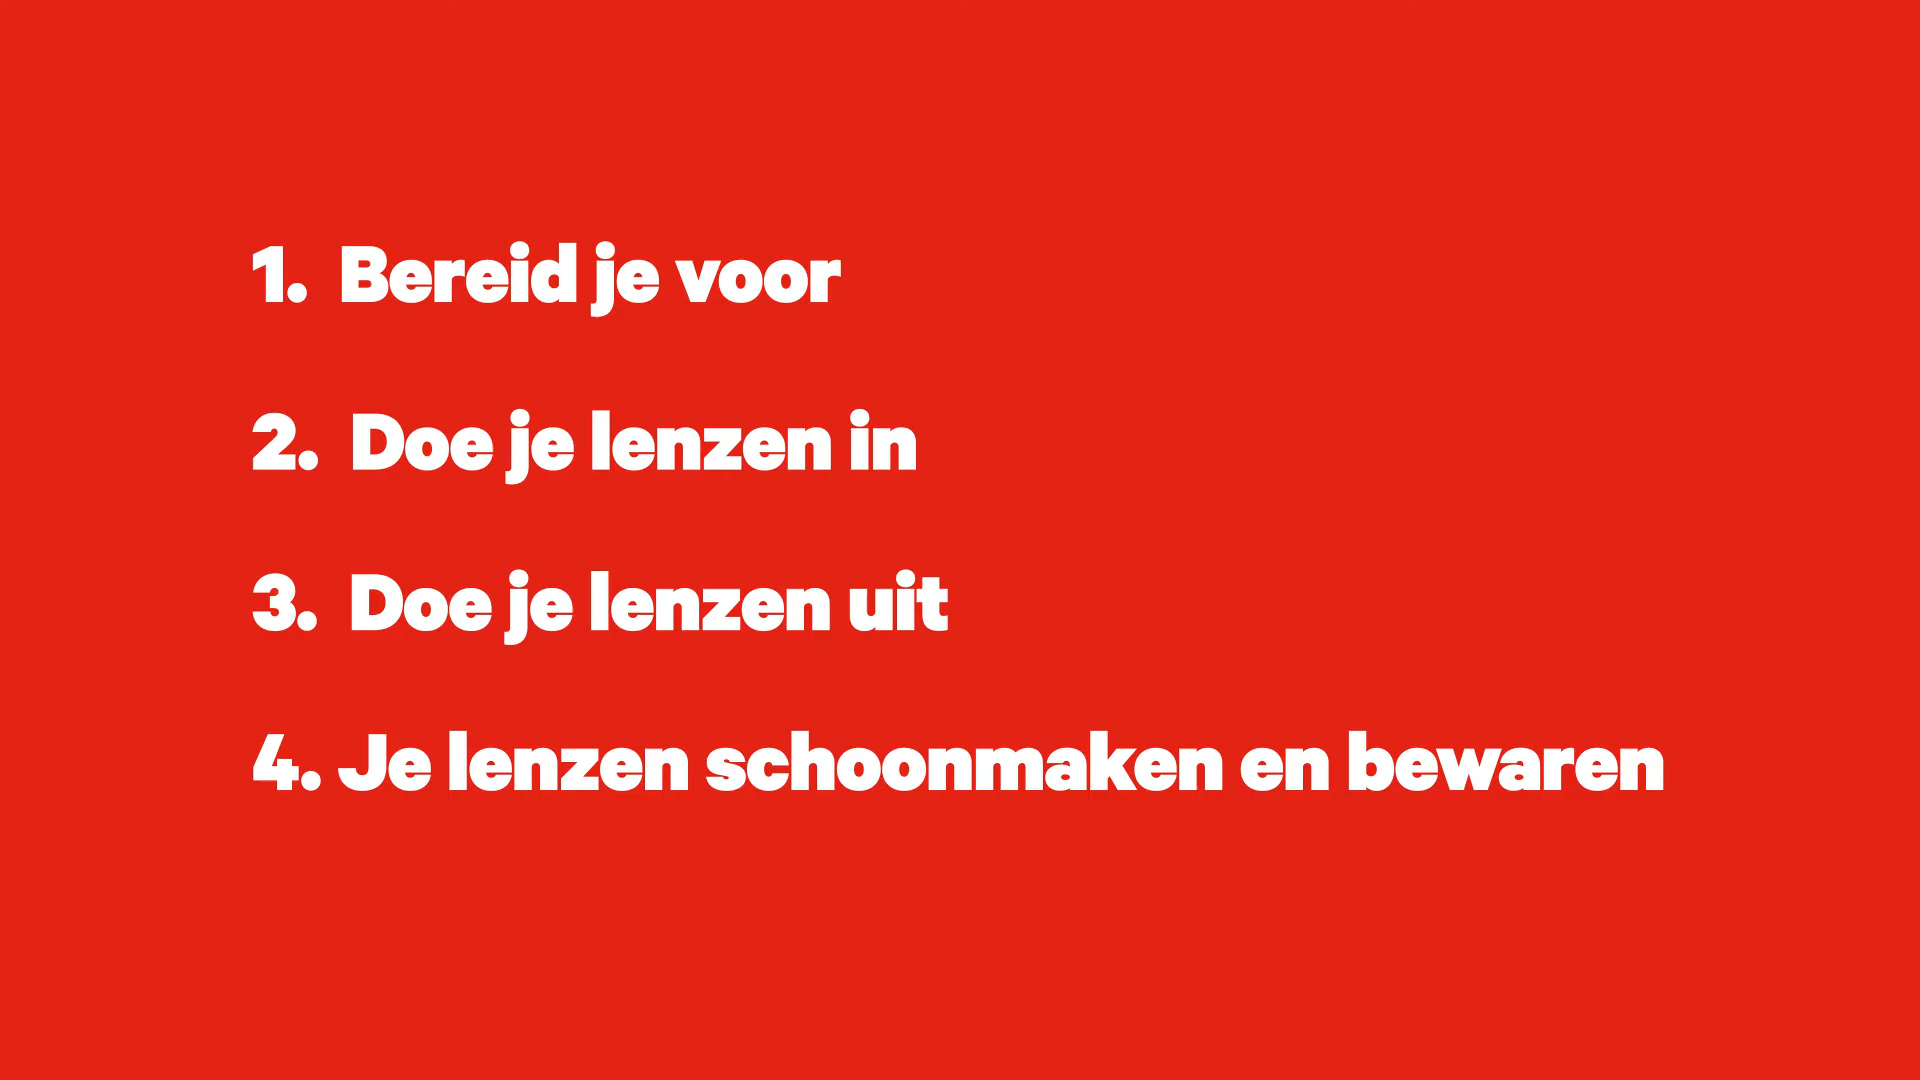 1. Bereid je voor
2. Doe je lenzen in
3. Doe je lenzen uit
4. Je lenzen schoonmaken en bewaren